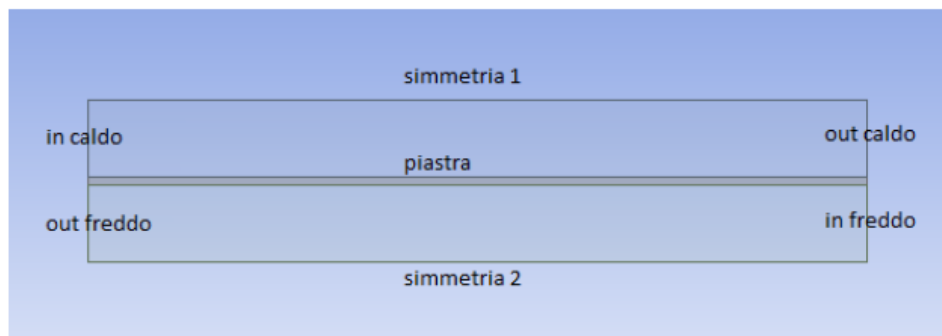 simmetria 1
in caldo
out caldo
piastra
out freddo
in freddo
simmetria 2